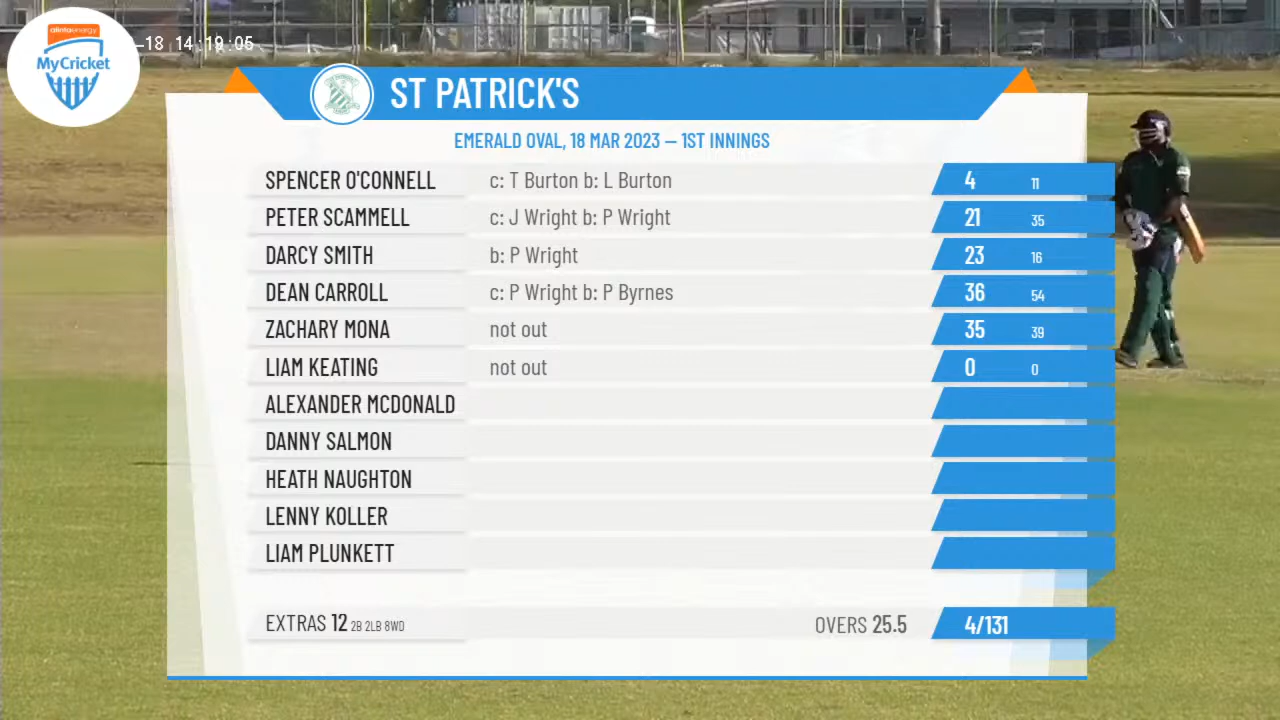 alintaenergy
MyCricket
-18 14:19:05
ST PATRICK'S
EMERALD OVAL, 18 MAR 2023 – 1ST INNINGS
SPENCER O'CONNELL c: T Burton b: L Burton 4 11
PETER SCAMMELL c: J Wright b: P Wright 21 35
DARCY SMITH b: P Wright 23 16
DEAN CARROLL c: P Wright b: P Byrnes 36 54
ZACHARY MONA not out 35 39
LIAM KEATING not out 0 0
ALEXANDER MCDONALD
DANNY SALMON
HEATH NAUGHTON
LENNY KOLLER
LIAM PLUNKETT
EXTRAS 12 2B 2LB 8WD OVERS 25.5 4/131